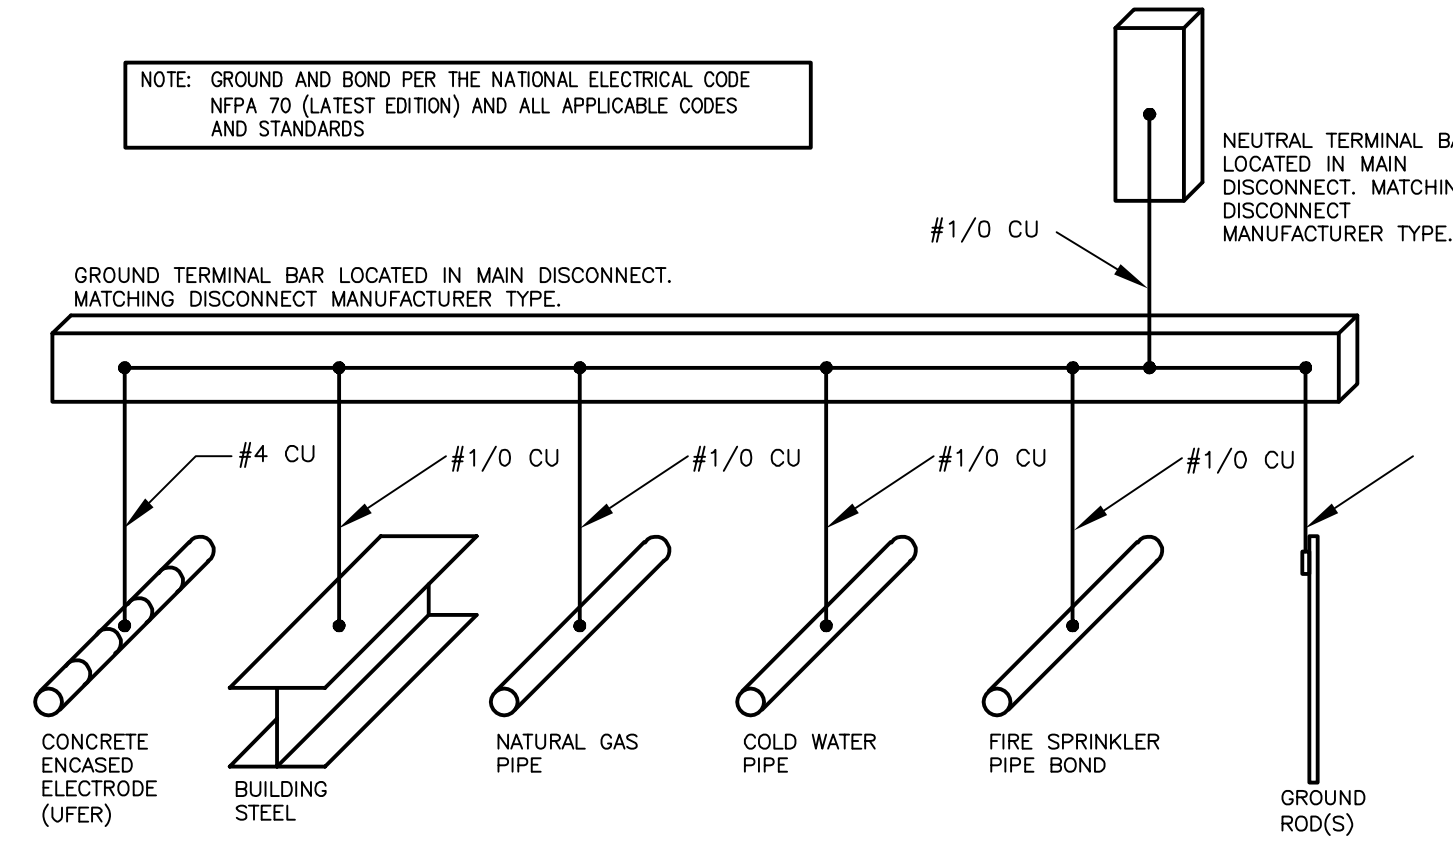 NOTE: GROUND AND BOND PER THE NATIONAL ELECTRICAL CODE
NFPA 70 (LATEST EDITION) AND ALL APPLICABLE CODES
AND STANDARDS
NEUTRAL TERMINAL
LOCATED IN MAIN
DISCONNECT.
DISCONNECT
MANUFACTURER TYPE.
#1/0 CU
GROUND TERMINAL BAR LOCATED IN MAIN DISCONNECT.
MATCHING DISCONNECT MANUFACTURER TYPE.
#4 CU
#1/0 CU
#1/0 CU
#1/0 CU
#1/0 CU
CONCRETE
ENCASED
ELECTRODE
(UFER)
BUILDING
STEEL
NATURAL GAS
PIPE
COLD WATER
PIPE
FIRE SPRINKLER
PIPE BOND
GROUND
ROD(S)